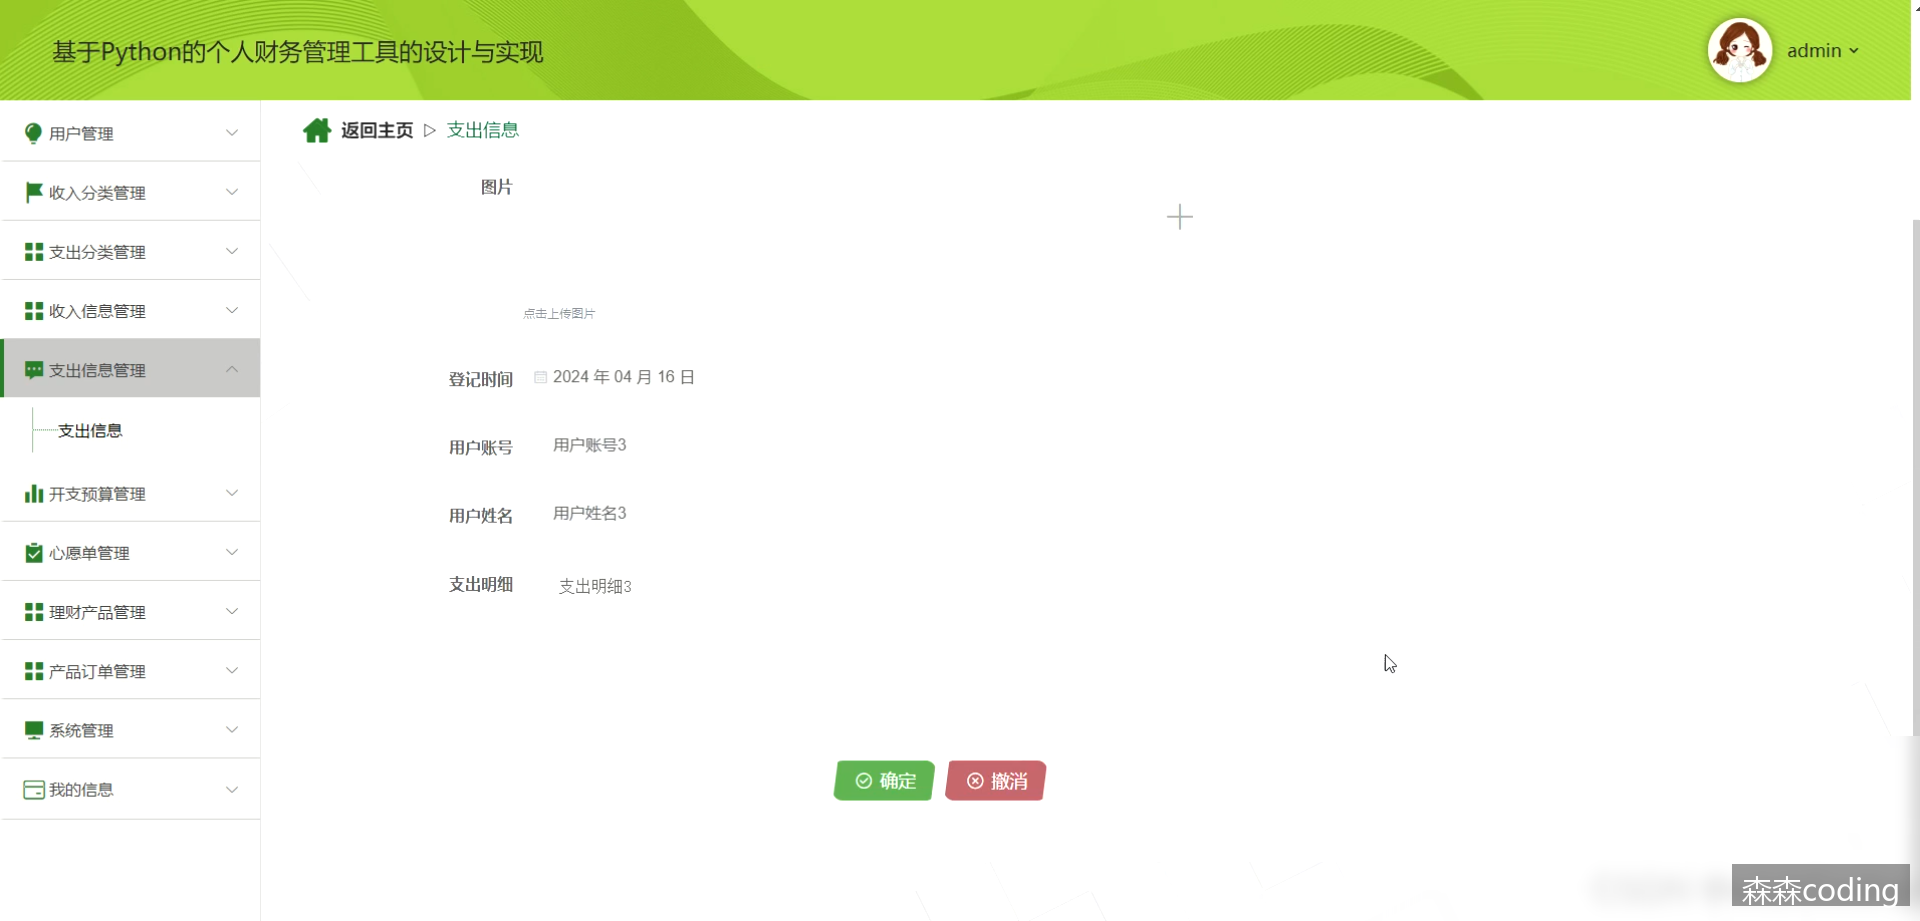 基于Python的个人财务管理工具的设计与实现
admin
用户管理
收入分类管理
支出分类管理
收入信息管理
支出信息管理
支出信息
开支预算管理
心愿单管理
理财产品管理
产品订单管理
系统管理
我的信息
返回主页 ▷ 支出信息
图片
点击上传图片
登记时间 2024 年 04 月 16 日
用户账号 用户账号3
用户姓名 用户姓名3
支出明细 支出明细3
确定 撤消
森森coding